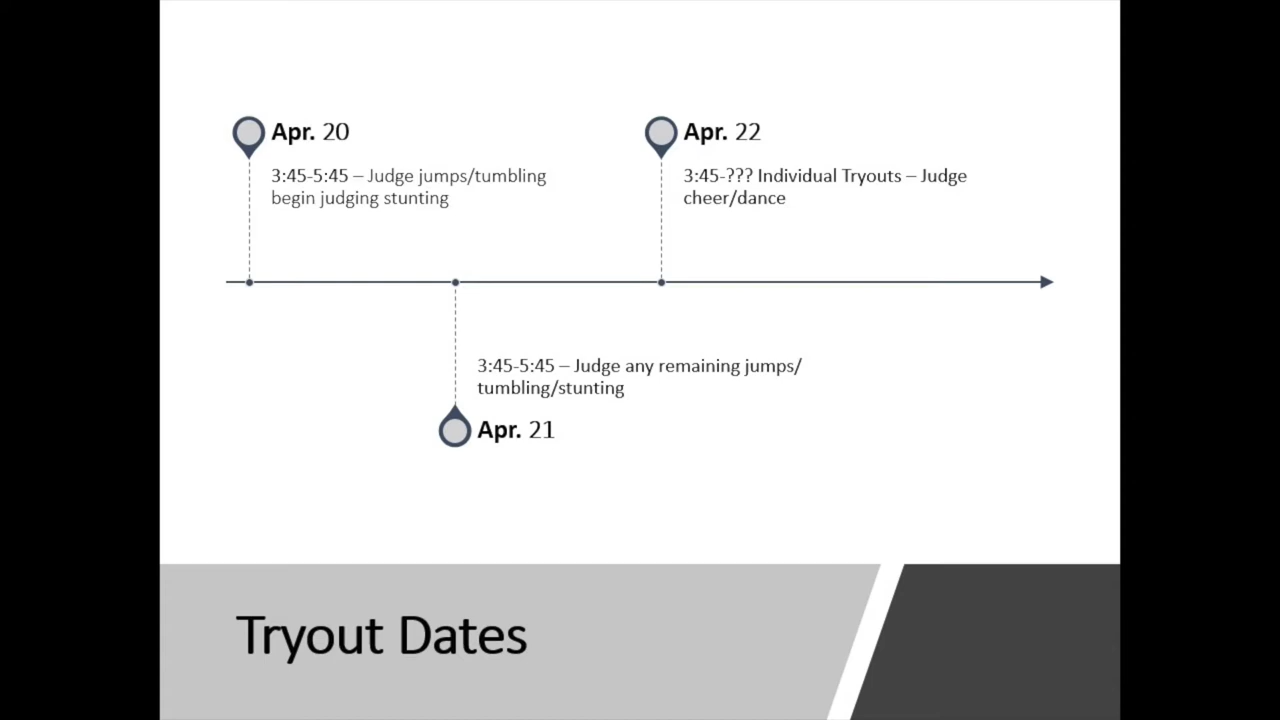 Apr. 20
3:45-5:45 – Judge jumps/tumbling
begin judging stunting
Apr. 22
3:45-??? Individual Tryouts – Judge
cheer/dance
3:45-5:45 – Judge any remaining jumps/
tumbling/stunting
Apr. 21
Tryout Dates